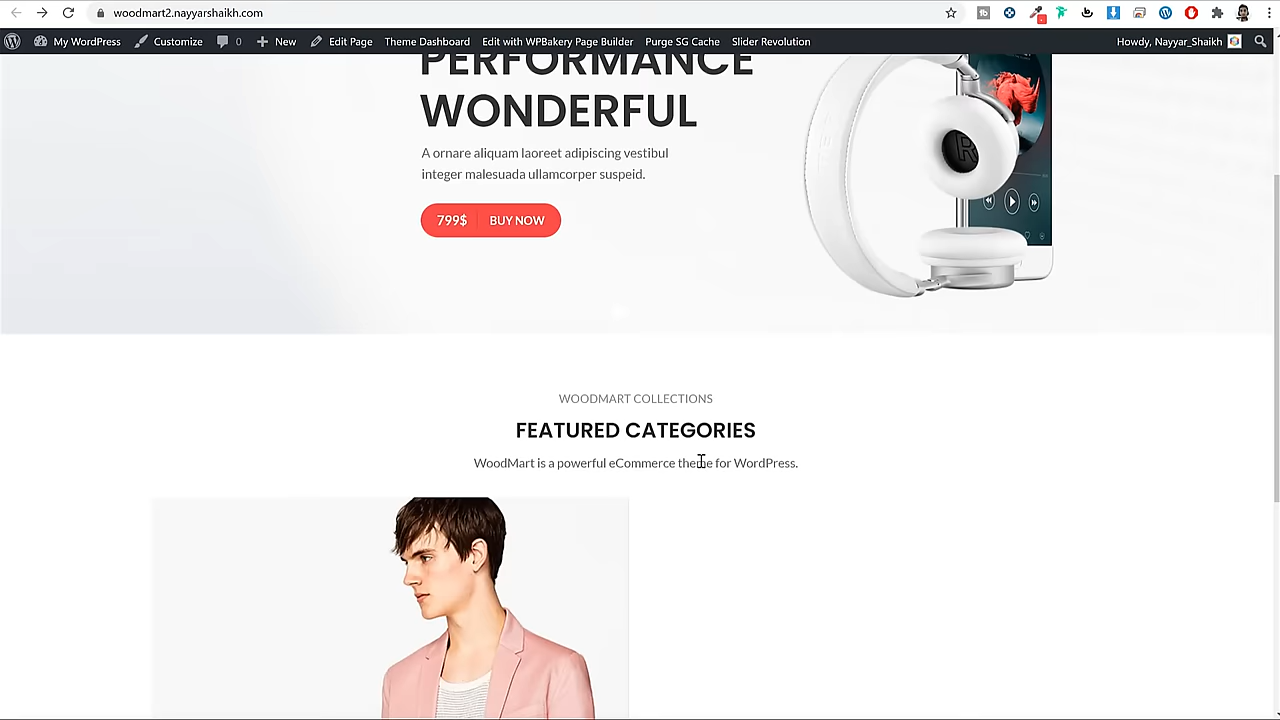 woodmart2.nayyarshaikh.com
My WordPress Customize 0 New Edit Page Theme Dashboard Edit with WPBakery Page Builder Purge SG Cache Slider Revolution Howdy, Nayyar_Shaikh
PERFORMANCE
WONDERFUL
A ornare aliquam laoreet adipiscing vestibul
integer malesuada ullamcorper suspeid.
799$ BUY NOW
WOODMART COLLECTIONS
FEATURED CATEGORIES
WoodMart is a powerful eCommerce theme for WordPress.